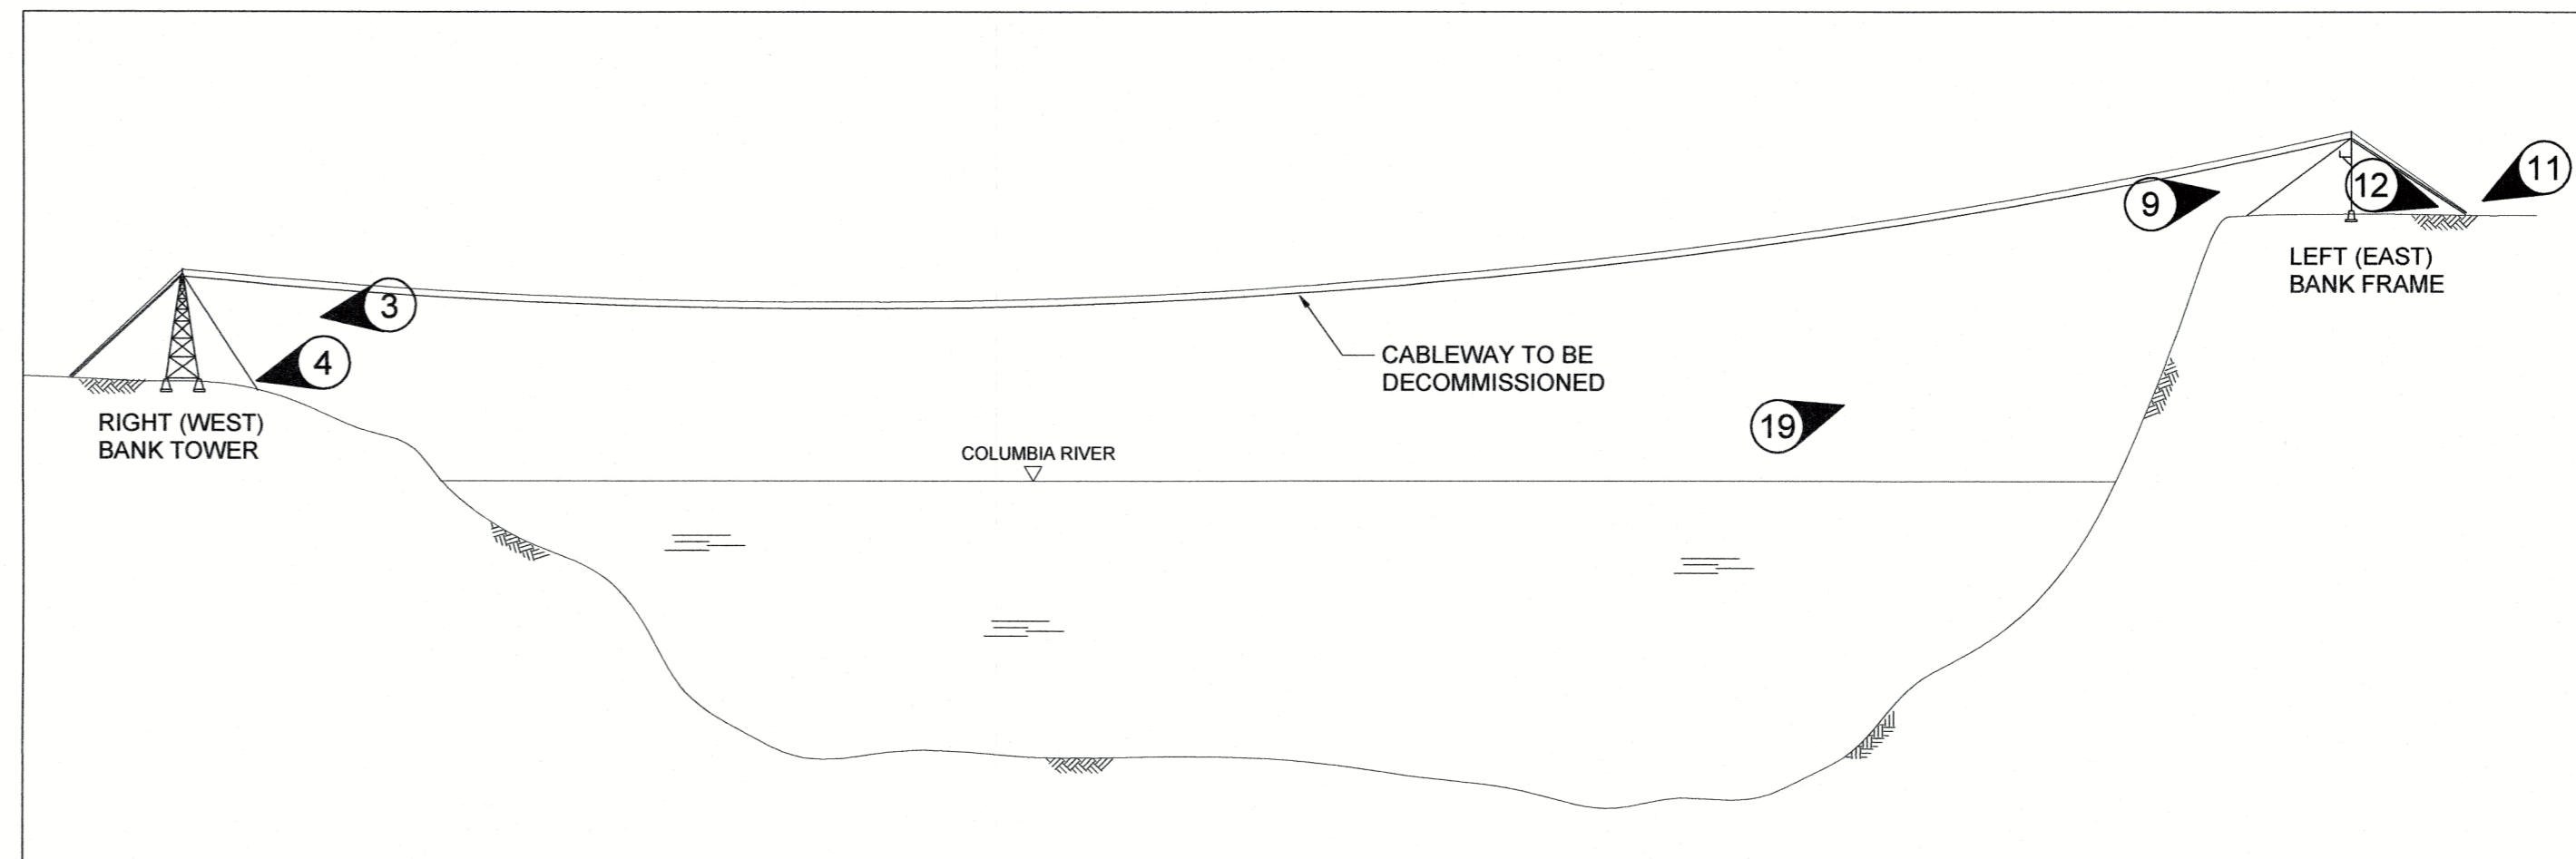 11
12
9
LEFT (EAST)
BANK FRAME
3
4
CABLEWAY TO BE
DECOMMISSIONED
RIGHT (WEST)
BANK TOWER
19
COLUMBIA RIVER